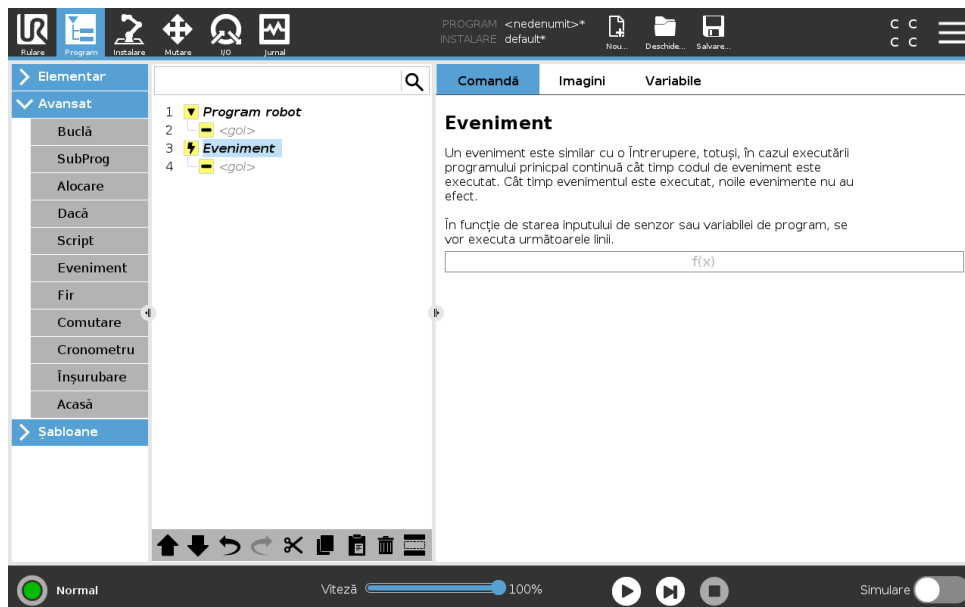 PROGRAM <nedenumit>*
INSTALARE default*
Rulare
Program
Instalare
Mutare
I/O
Jurnal
Nou...
Deschide...
Salvare...
C C
C C
Elementar
Avansat
Buclă
SubProg
Alocare
Dacă
Script
Eveniment
Fir
Comutare
Cronometru
Înșurubare
Acasă
Șabloane
1 Program robot
2 <gol>
3 Eveniment
4 <gol>
Comandă Imagini Variabile
Eveniment
Un eveniment este similar cu o Întrerupere, totuși, în cazul executării
programului prinicpal continuă cât timp codul de eveniment este
executat. Cât timp evenimentul este executat, noile evenimente nu au
efect.
În funcție de starea inputului de senzor sau variabilei de program, se
vor executa următoarele linii.
f(x)
Normal
Viteză 100%
Simulare